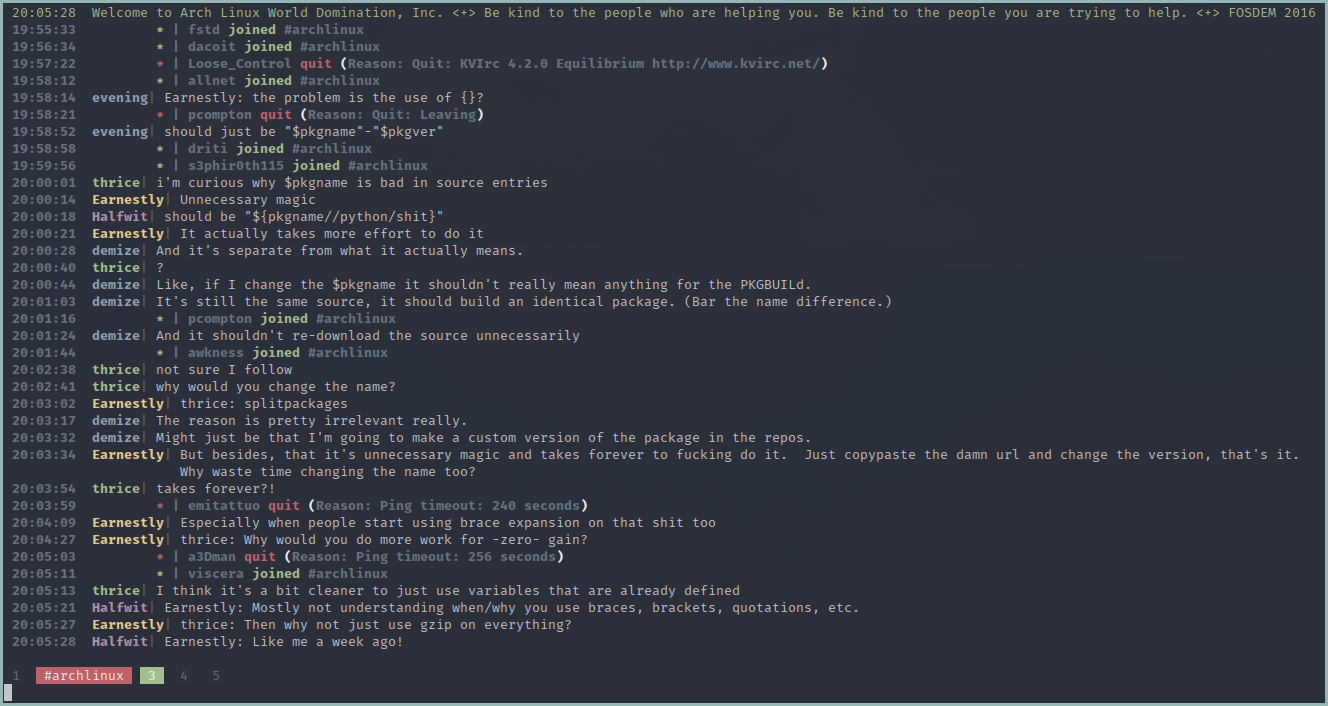 20:05:28 Welcome to Arch Linux World Domination, Inc. <+> Be kind to the people who are helping you. Be kind to the people you are trying to help. <+> FOSDEM 2016
19:55:33 * | fstd joined #archlinux
19:56:34 * | dacoit joined #archlinux
19:57:22 * | Loose_Control quit (Reason: Quit: KVIrc 4.2.0 Equilibrium http://www.kvirc.net/)
19:58:12 * | allnet joined #archlinux
19:58:14 evening| Earnestly: the problem is the use of {}?
19:58:21 * | pcompton quit (Reason: Quit: Leaving)
19:58:52 evening| should just be "$pkgname"-"$pkgver"
19:58:58 * | driti joined #archlinux
19:59:56 * | s3phir0th115 joined #archlinux
20:00:01 thrice| i'm curious why $pkgname is bad in source entries
20:00:14 Earnestly| Unnecessary magic
20:00:18 Halfwit| should be "${pkgname//python/shit}"
20:00:21 Earnestly| It actually takes more effort to do it
20:00:28 demize| And it's separate from what it actually means.
20:00:40 thrice| ?
20:00:44 demize| Like, if I change the $pkgname it shouldn't really mean anything for the PKGBUILd.
20:01:03 demize| It's still the same source, it should build an identical package. (Bar the name difference.)
20:01:16 * | pcompton joined #archlinux
20:01:24 demize| And it shouldn't re-download the source unnecessarily
20:01:44 * | awkness joined #archlinux
20:02:38 thrice| not sure I follow
20:02:41 thrice| why would you change the name?
20:03:02 Earnestly| thrice: splitpackages
20:03:17 demize| The reason is pretty irrelevant really.
20:03:32 demize| Might just be that I'm going to make a custom version of the package in the repos.
20:03:34 Earnestly| But besides, that it's unnecessary magic and takes forever to fucking do it.  Just copypaste the damn url and change the version, that's it.
Why waste time changing the name too?
20:03:54 thrice| takes forever?!
20:03:59 * | emitattuo quit (Reason: Ping timeout: 240 seconds)
20:04:09 Earnestly| Especially when people start using brace expansion on that shit too
20:04:27 Earnestly| thrice: Why would you do more work for -zero- gain?
20:05:03 * | a3Dman quit (Reason: Ping timeout: 256 seconds)
20:05:11 * | viscera joined #archlinux
20:05:13 thrice| I think it's a bit cleaner to just use variables that are already defined
20:05:21 Halfwit| Earnestly: Mostly not understanding when/why you use braces, brackets, quotations, etc.
20:05:27 Earnestly| thrice: Then why not just use gzip on everything?
20:05:28 Halfwit| Earnestly: Like me a week ago!
1 #archlinux 3 4 5